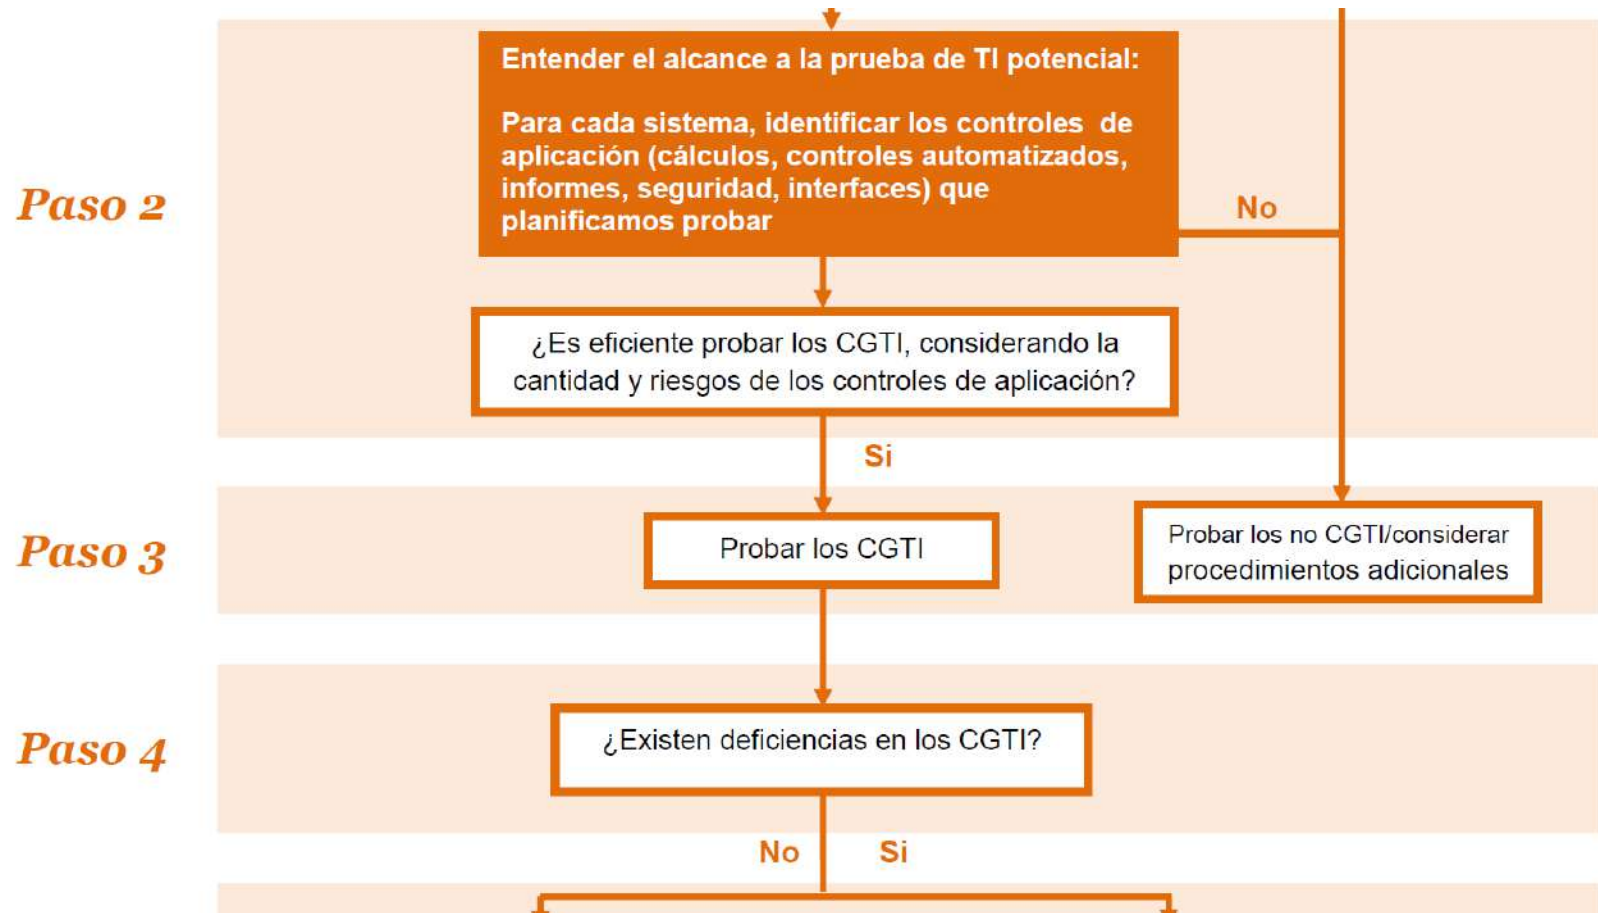 Entender el alcance a la prueba de TI potencial:
Para cada sistema, identificar los controles de
aplicación (cálculos, controles automatizados,
informes, seguridad, interfaces) que
planificamos probar
Paso 2
No
¿Es eficiente probar los CGTI, considerando la
cantidad y riesgos de los controles de aplicación?
Si
Paso 3
Probar los CGTI
Probar los no CGTI/considerar
procedimientos adicionales
Paso 4
¿Existen deficiencias en los CGTI?
No
Si